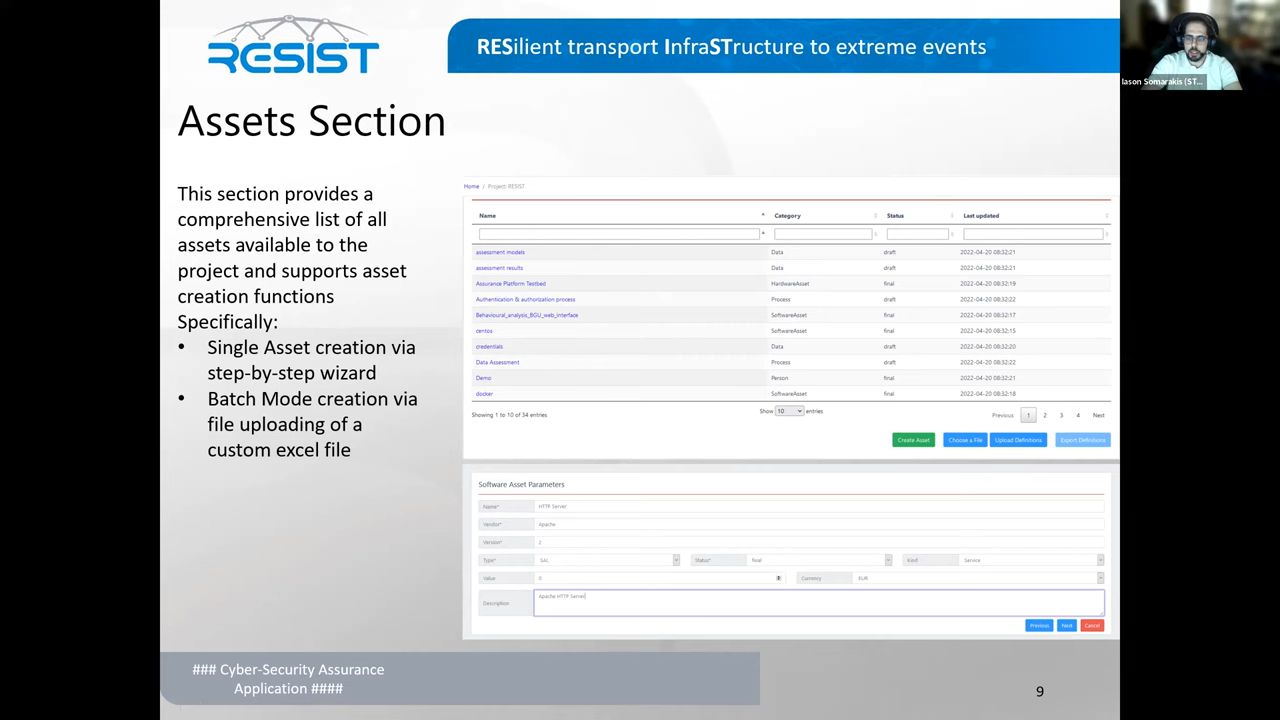 RESIST
RESilient transport InfraSTructure to extreme events
Iason Somarakis (ST...
Assets Section
This section provides a
comprehensive list of all
assets available to the
project and supports asset
creation functions
Specifically:
• Single Asset creation via
step-by-step wizard
• Batch Mode creation via
file uploading of a
custom excel file
Home / Project: RESIST
Name Category Status Last updated
assessment models Data draft 2022-04-20 08:32:21
assessment results Data draft 2022-04-20 08:32:21
Assurance Platform Testbed HardwareAsset final 2022-04-20 08:32:19
Authentication & authorization process Process draft 2022-04-20 08:32:22
Behavioural_analysis_BGU_web_interface SoftwareAsset final 2022-04-20 08:32:17
centos SoftwareAsset final 2022-04-20 08:32:15
credentials Data draft 2022-04-20 08:32:20
Data Assessment Process draft 2022-04-20 08:32:22
Demo Person final 2022-04-20 08:32:21
docker SoftwareAsset final 2022-04-20 08:32:18
Showing 1 to 10 of 34 entries Show 10 entries Previous 1 2 3 4 Next
Create Asset Choose a File Upload Definitions Export Definitions
Software Asset Parameters
Name* HTTP Server
Vendor* Apache
Version* 2
Type* SAL Status* final Kind Service
Value 0 Currency EUR
Description Apache HTTP Server
Previous Next Cancel
### Cyber-Security Assurance
Application ####
9